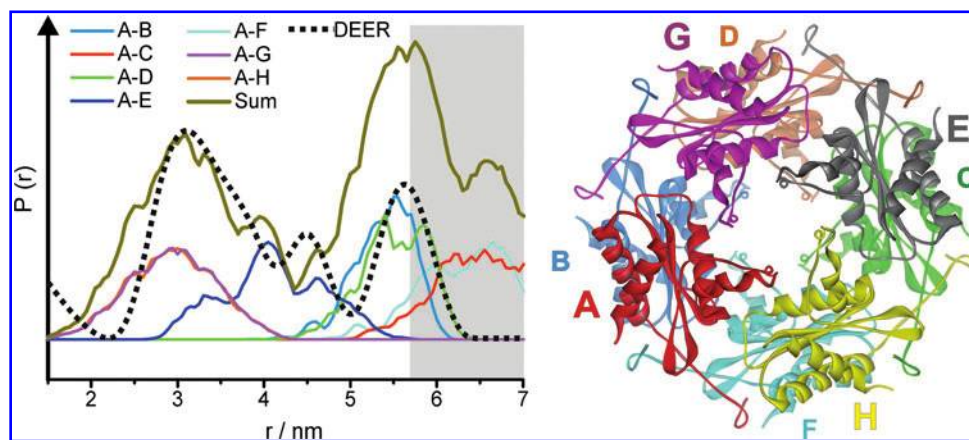 A-B A-F DEER
A-C A-G
A-D A-H
A-E Sum
P (r)
2 3 4 5 6 7
r / nm
G D
E
C
B
A
F H